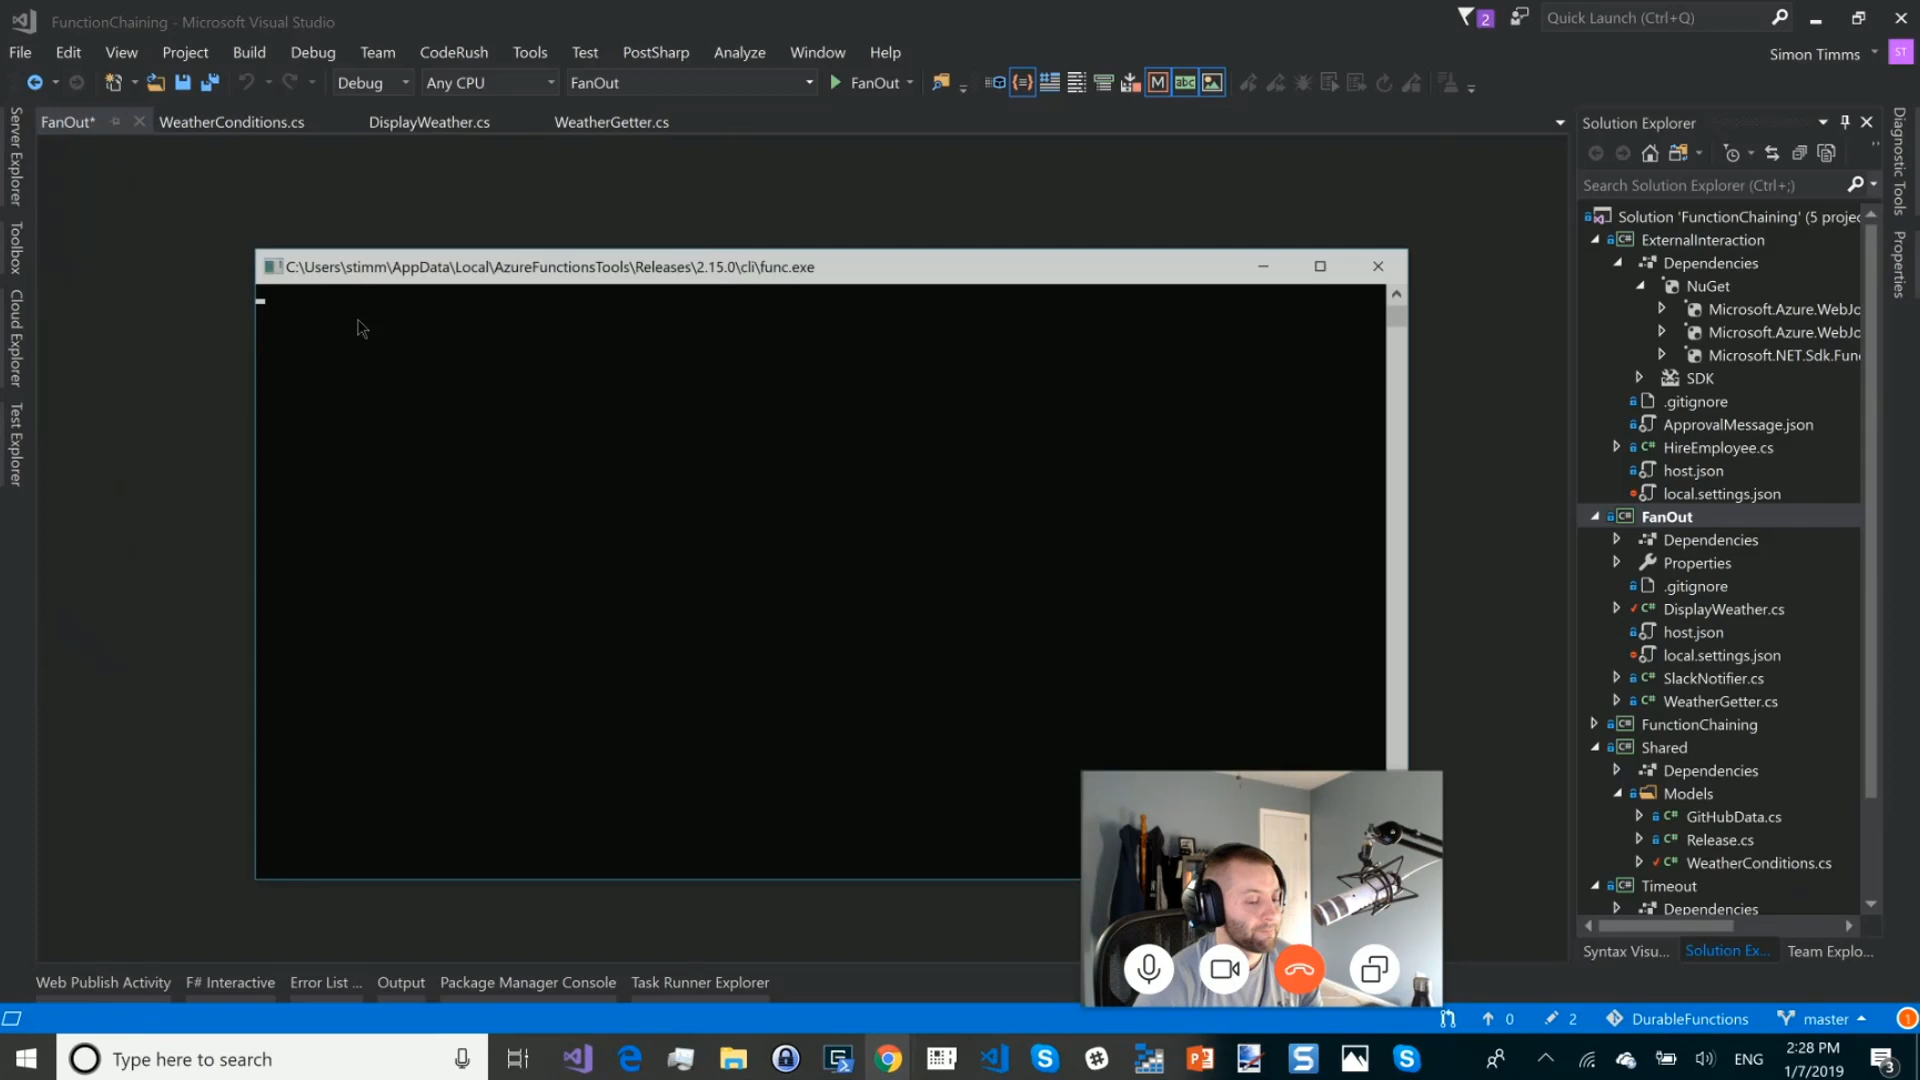 FunctionChaining - Microsoft Visual Studio
2
Quick Launch (Ctrl+Q)
File Edit View Project Build Debug Team CodeRush Tools Test PostSharp Analyze Window Help
Simon Timms
ST
Debug
Any CPU
FanOut
FanOut
M
abc
FanOut*
WeatherConditions.cs
DisplayWeather.cs
WeatherGetter.cs
Server Explorer
Toolbox
Cloud Explorer
Test Explorer
C:\Users\stimm\AppData\Local\AzureFunctionsTools\Releases\2.15.0\cli\func.exe
Solution Explorer
Search Solution Explorer (Ctrl+;)
Solution 'FunctionChaining' (5 projec
C# ExternalInteraction
Dependencies
NuGet
Microsoft.Azure.WebJo
Microsoft.Azure.WebJo
Microsoft.NET.Sdk.Fun
SDK
.gitignore
ApprovalMessage.json
C# HireEmployee.cs
host.json
local.settings.json
C# FanOut
Dependencies
Properties
.gitignore
C# DisplayWeather.cs
host.json
local.settings.json
C# SlackNotifier.cs
C# WeatherGetter.cs
C# FunctionChaining
C# Shared
Dependencies
Models
C# GitHubData.cs
C# Release.cs
C# WeatherConditions.cs
C# Timeout
Dependencies
Syntax Visu...
Solution Ex...
Team Explo...
Diagnostic Tools
Properties
Web Publish Activity
F# Interactive
Error List ...
Output
Package Manager Console
Task Runner Explorer
0
2
DurableFunctions
master
1
Type here to search
ENG
2:28 PM
1/7/2019
3